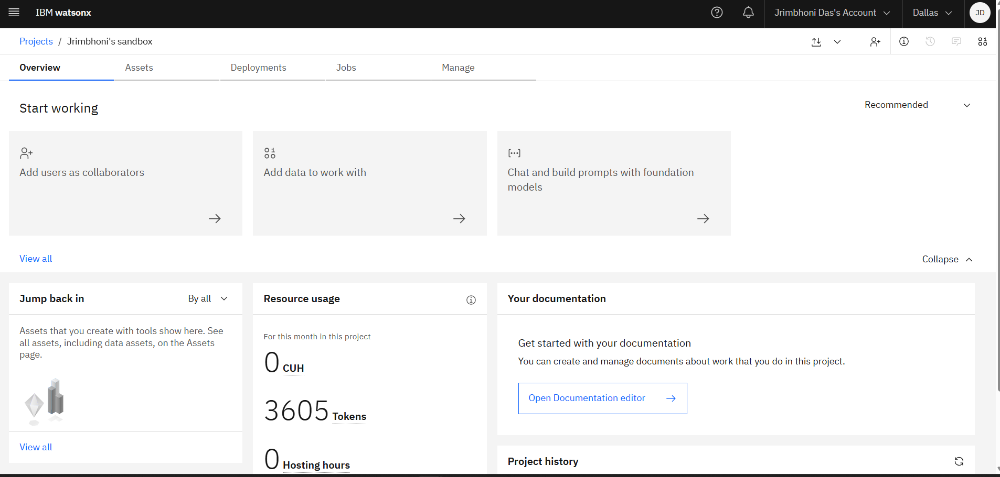 IBM watsonx
Jrimbhoni Das's Account
Dallas
JD
Projects / Jrimbhoni's sandbox
Overview
Assets
Deployments
Jobs
Manage
Start working
Recommended
Add users as collaborators
Add data to work with
Chat and build prompts with foundation
models
View all
Collapse
Jump back in
By all
Assets that you create with tools show here. See
all assets, including data assets, on the Assets
page.
View all
Resource usage
For this month in this project
0 CUH
3605 Tokens
0 Hosting hours
Your documentation
Get started with your documentation
You can create and manage documents about work that you do in this project.
Open Documentation editor
Project history